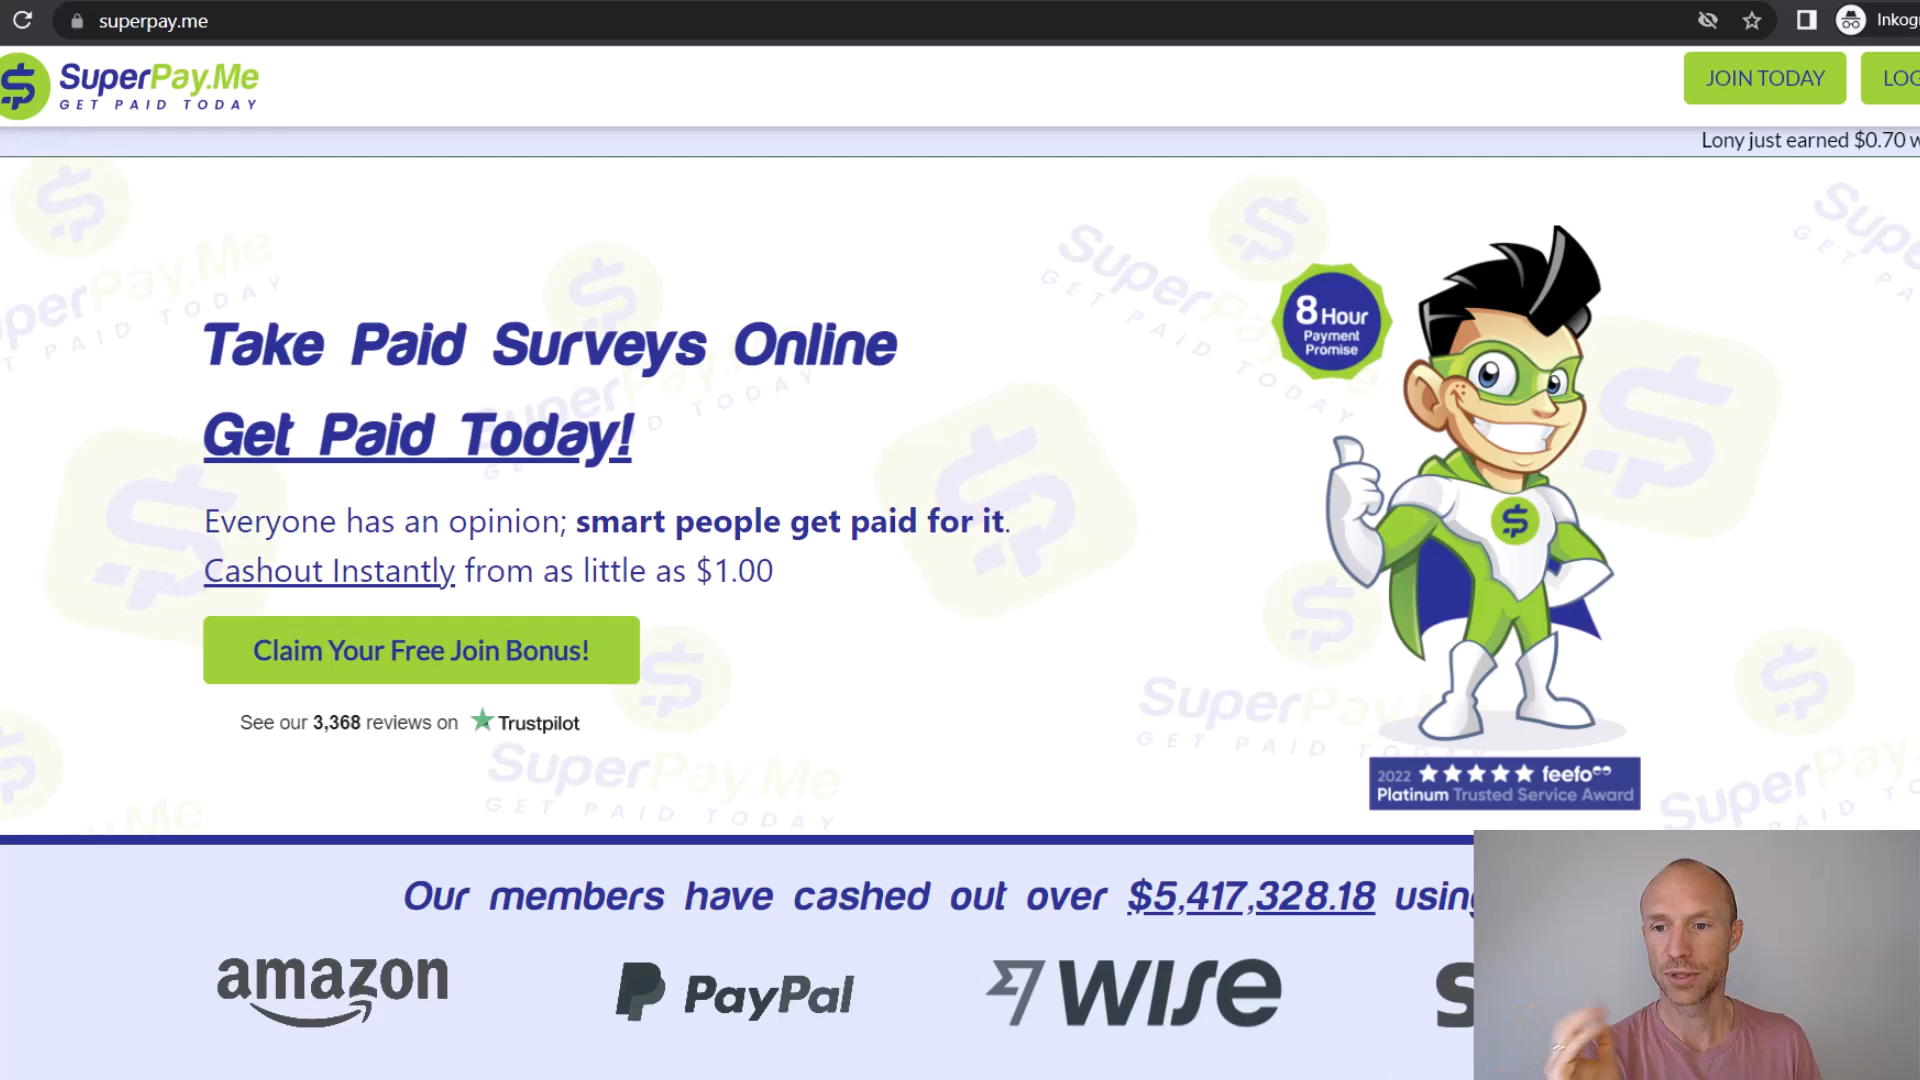 superpay.me
Inkog
SuperPay.Me
GET PAID TODAY
JOIN TODAY
LOG
Lony just earned $0.70 w
8 Hour
Payment
Promise
Take Paid Surveys Online
Get Paid Today!
Everyone has an opinion; smart people get paid for it.
Cashout Instantly from as little as $1.00
Claim Your Free Join Bonus!
See our 3,368 reviews on Trustpilot
2022 feefo
Platinum Trusted Service Award
Our members have cashed out over $5,417,328.18 using
amazon
PayPal
WISE
S